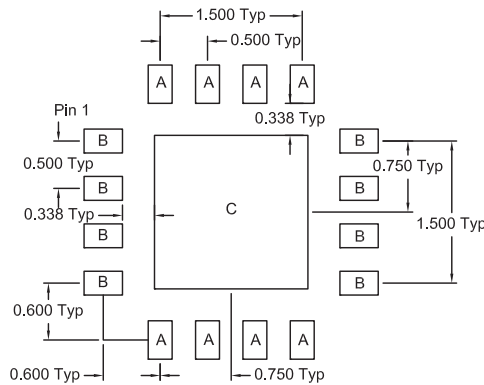 1.500 Typ
0.500 Typ
A A A A
Pin 1
0.338 Typ
B B
0.500 Typ
0.750 Typ
B B
0.338 Typ
C
1.500 Typ
B B
B B
0.600 Typ
A A A A
0.600 Typ
0.750 Typ